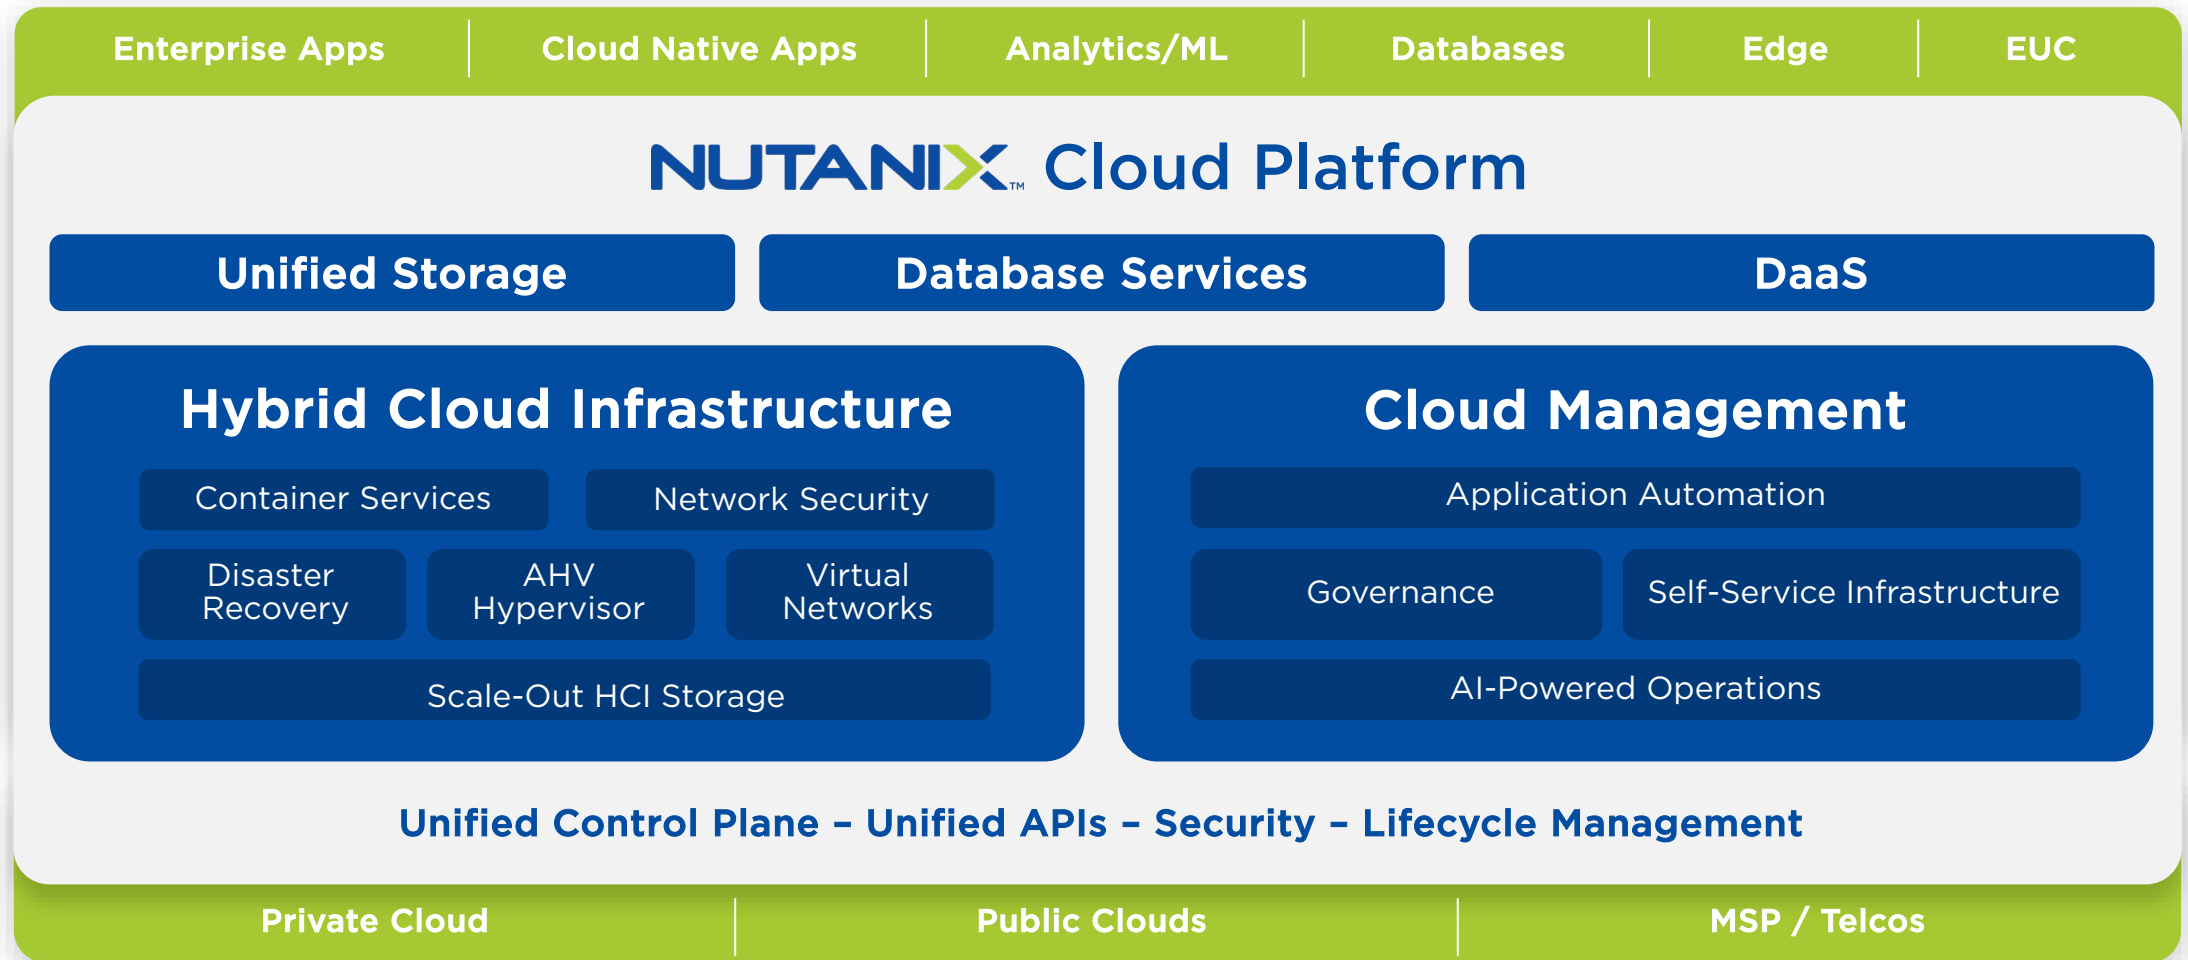 Enterprise Apps
Cloud Native Apps
Analytics/ML
Databases
Edge
EUC
NUTANIX™ Cloud Platform
Unified Storage
Database Services
DaaS
Hybrid Cloud Infrastructure
Container Services
Network Security
Disaster
Recovery
AHV
Hypervisor
Virtual
Networks
Scale-Out HCI Storage
Cloud Management
Application Automation
Governance
Self-Service Infrastructure
AI-Powered Operations
Unified Control Plane – Unified APIs – Security – Lifecycle Management
Private Cloud
Public Clouds
MSP / Telcos